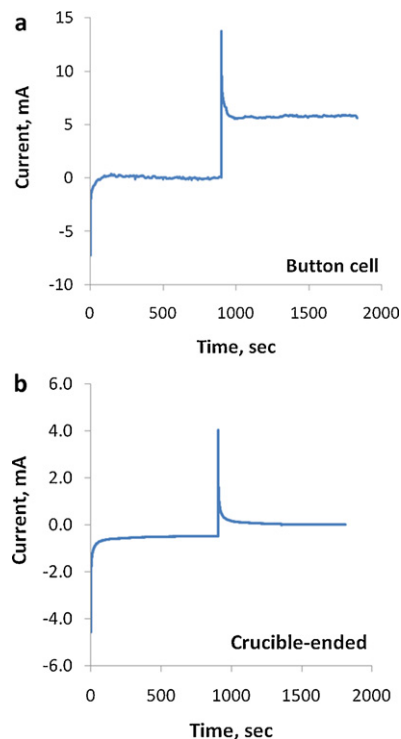 a
15
10
5
0
-5
-10
Current, mA
Button cell
0 500 1000 1500 2000
Time, sec
b
6.0
4.0
2.0
0.0
-2.0
-4.0
-6.0
Current, mA
Crucible-ended
0 500 1000 1500 2000
Time, sec